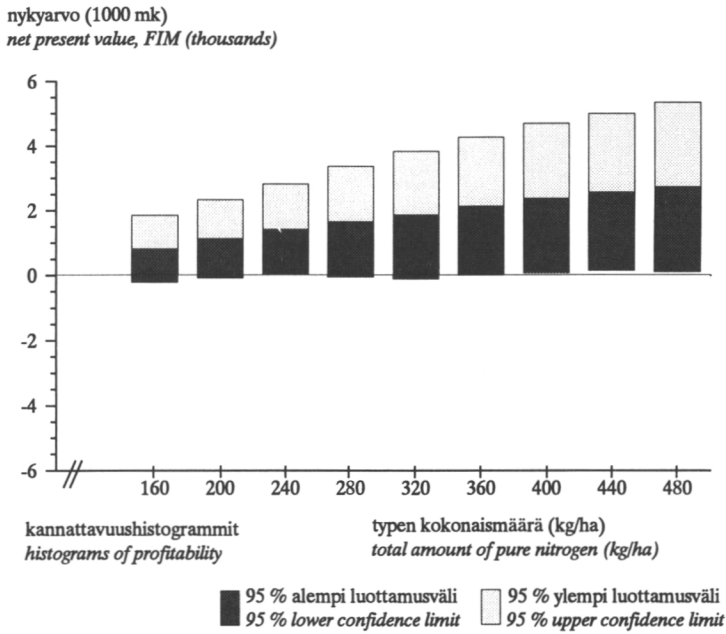 nykyarvo (1000 mk)
net present value, FIM (thousands)
6
4
2
0
-2
-4
-6
160 200 240 280 320 360 400 440 480
kannattavuushistogrammit
histograms of profitability
typen kokonaismäärä (kg/ha)
total amount of pure nitrogen (kg/ha)
95 % alempi luottamusväli
95 % lower confidence limit
95 % ylempi luottamusväli
95 % upper confidence limit